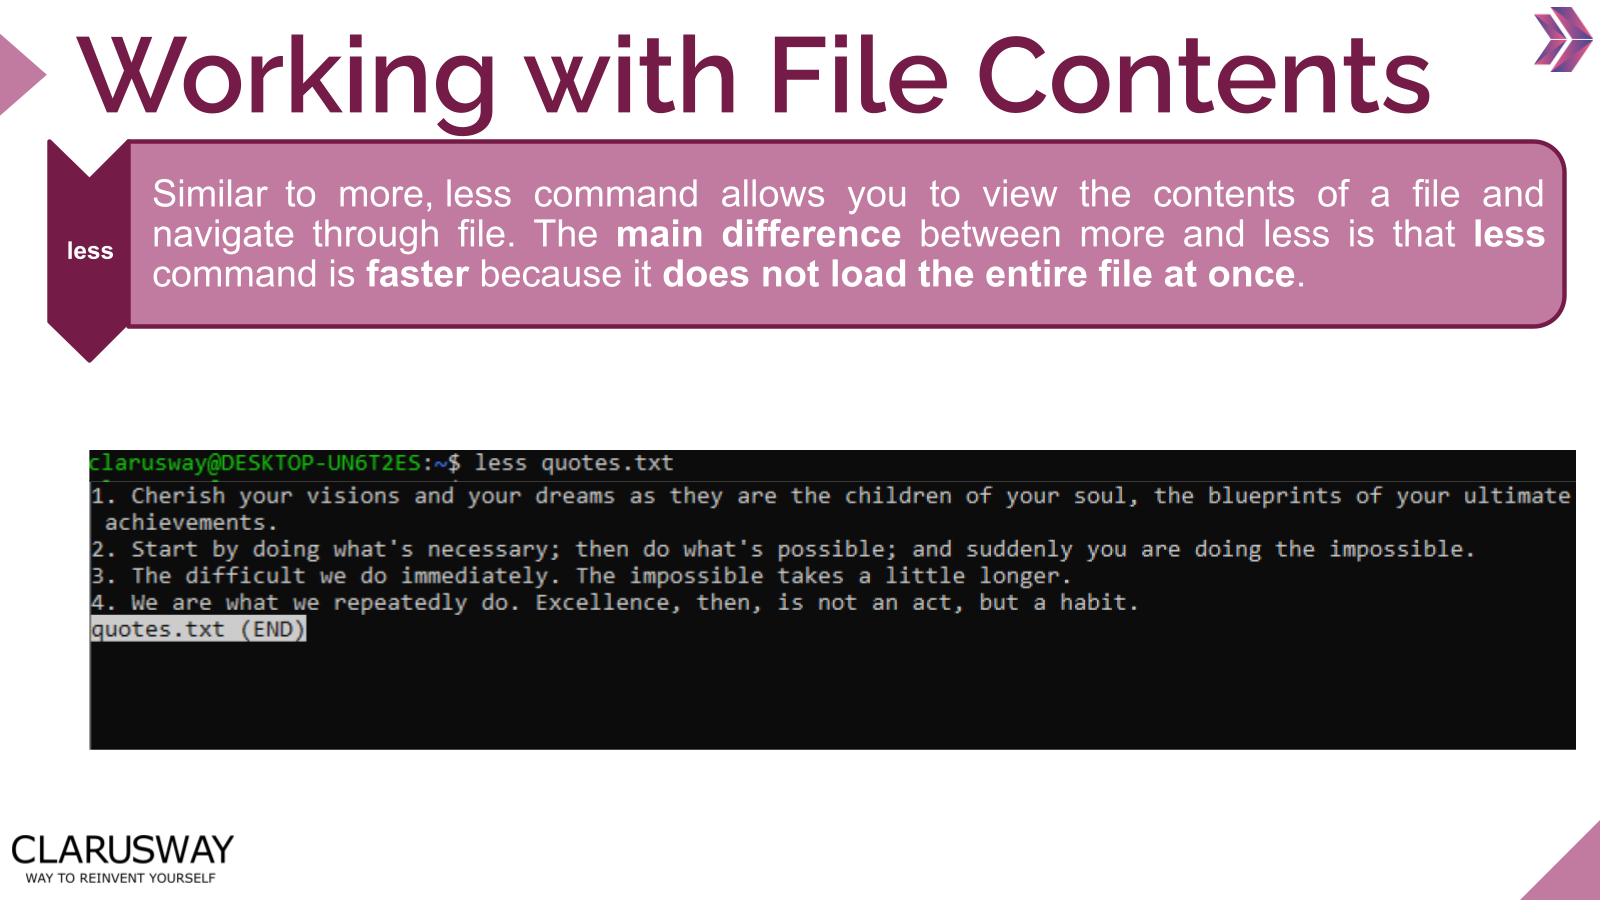 Working with File Contents
less
Similar to more, less command allows you to view the contents of a file and
navigate through file. The main difference between more and less is that less
command is faster because it does not load the entire file at once.
clarusway@DESKTOP-UN6T2ES:~$ less quotes.txt
1. Cherish your visions and your dreams as they are the children of your soul, the blueprints of your ultimate
achievements.
2. Start by doing what's necessary; then do what's possible; and suddenly you are doing the impossible.
3. The difficult we do immediately. The impossible takes a little longer.
4. We are what we repeatedly do. Excellence, then, is not an act, but a habit.
quotes.txt (END)
CLARUSWAY
WAY TO REINVENT YOURSELF